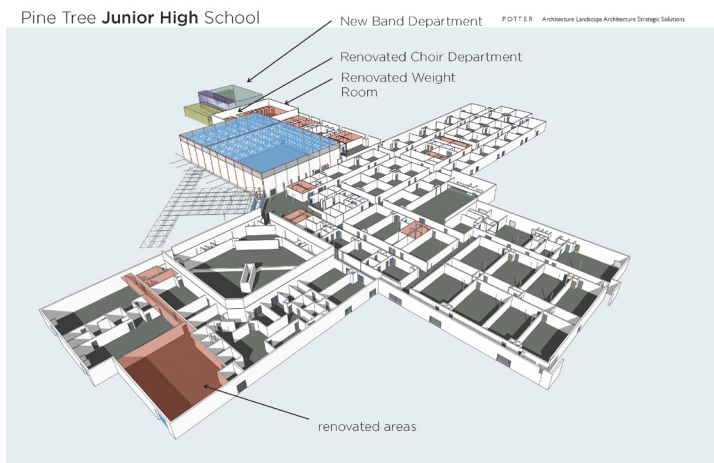 Pine Tree Junior High School
POTTER Architecture Landscape Architecture Strategic Solutions
New Band Department
Renovated Choir Department
Renovated Weight
Room
renovated areas